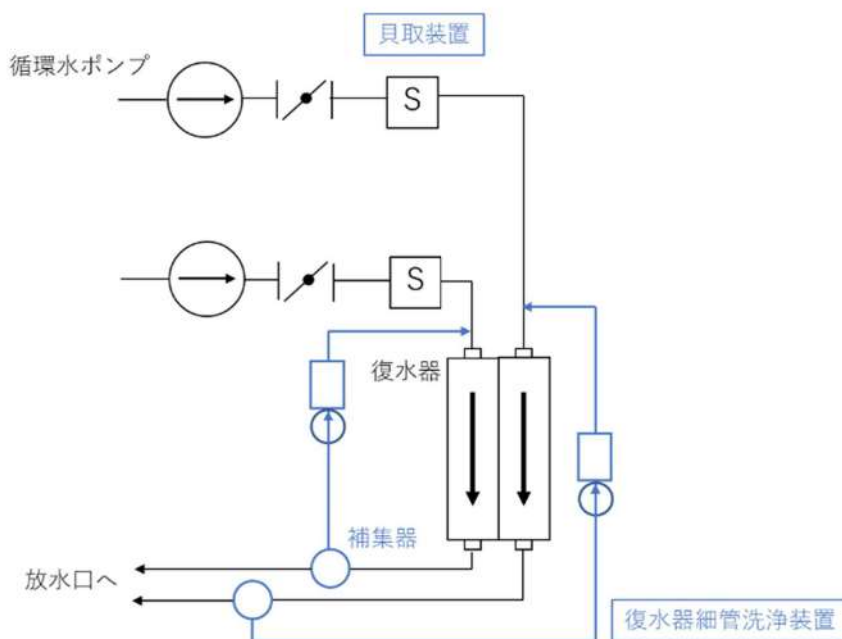 貝取装置
循環水ポンプ
S
S
復水器
補集器
放水口へ
復水器細管洗浄装置